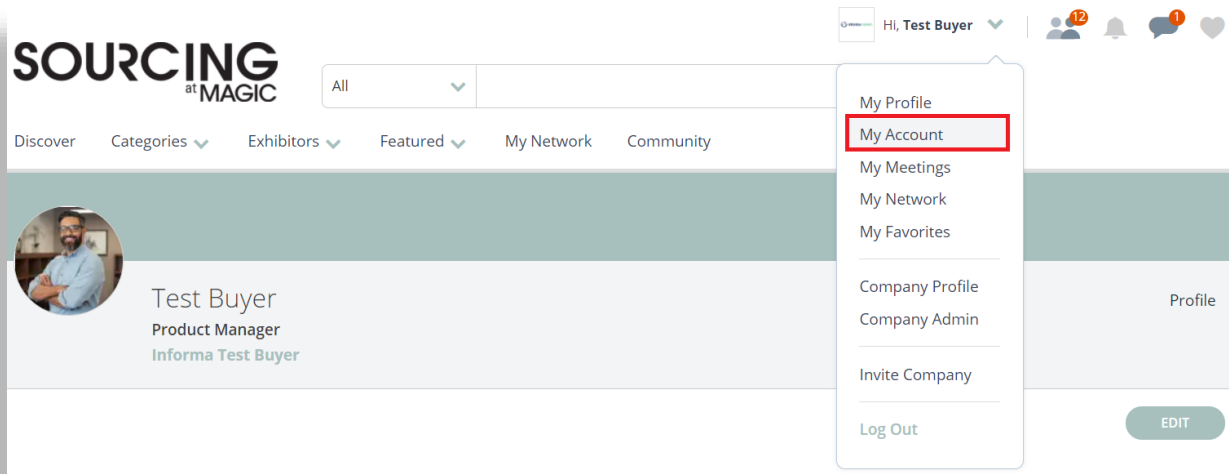 Hi, Test Buyer
12
1
SOURCING
at MAGIC
All
Discover
Categories
Exhibitors
Featured
My Network
Community
My Profile
My Account
My Meetings
My Network
My Favorites
Company Profile
Company Admin
Invite Company
Log Out
Test Buyer
Product Manager
Informa Test Buyer
Profile
EDIT